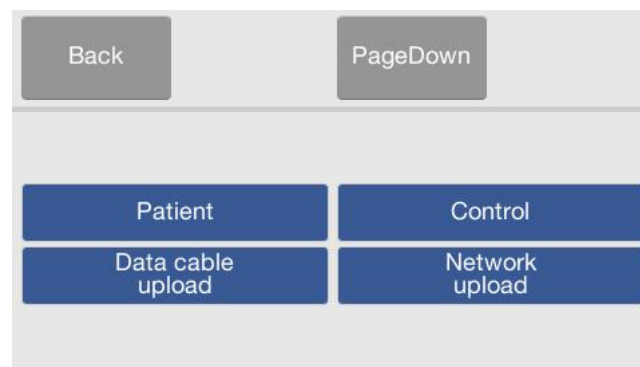 Back
PageDown
Patient
Control
Data cable
upload
Network
upload